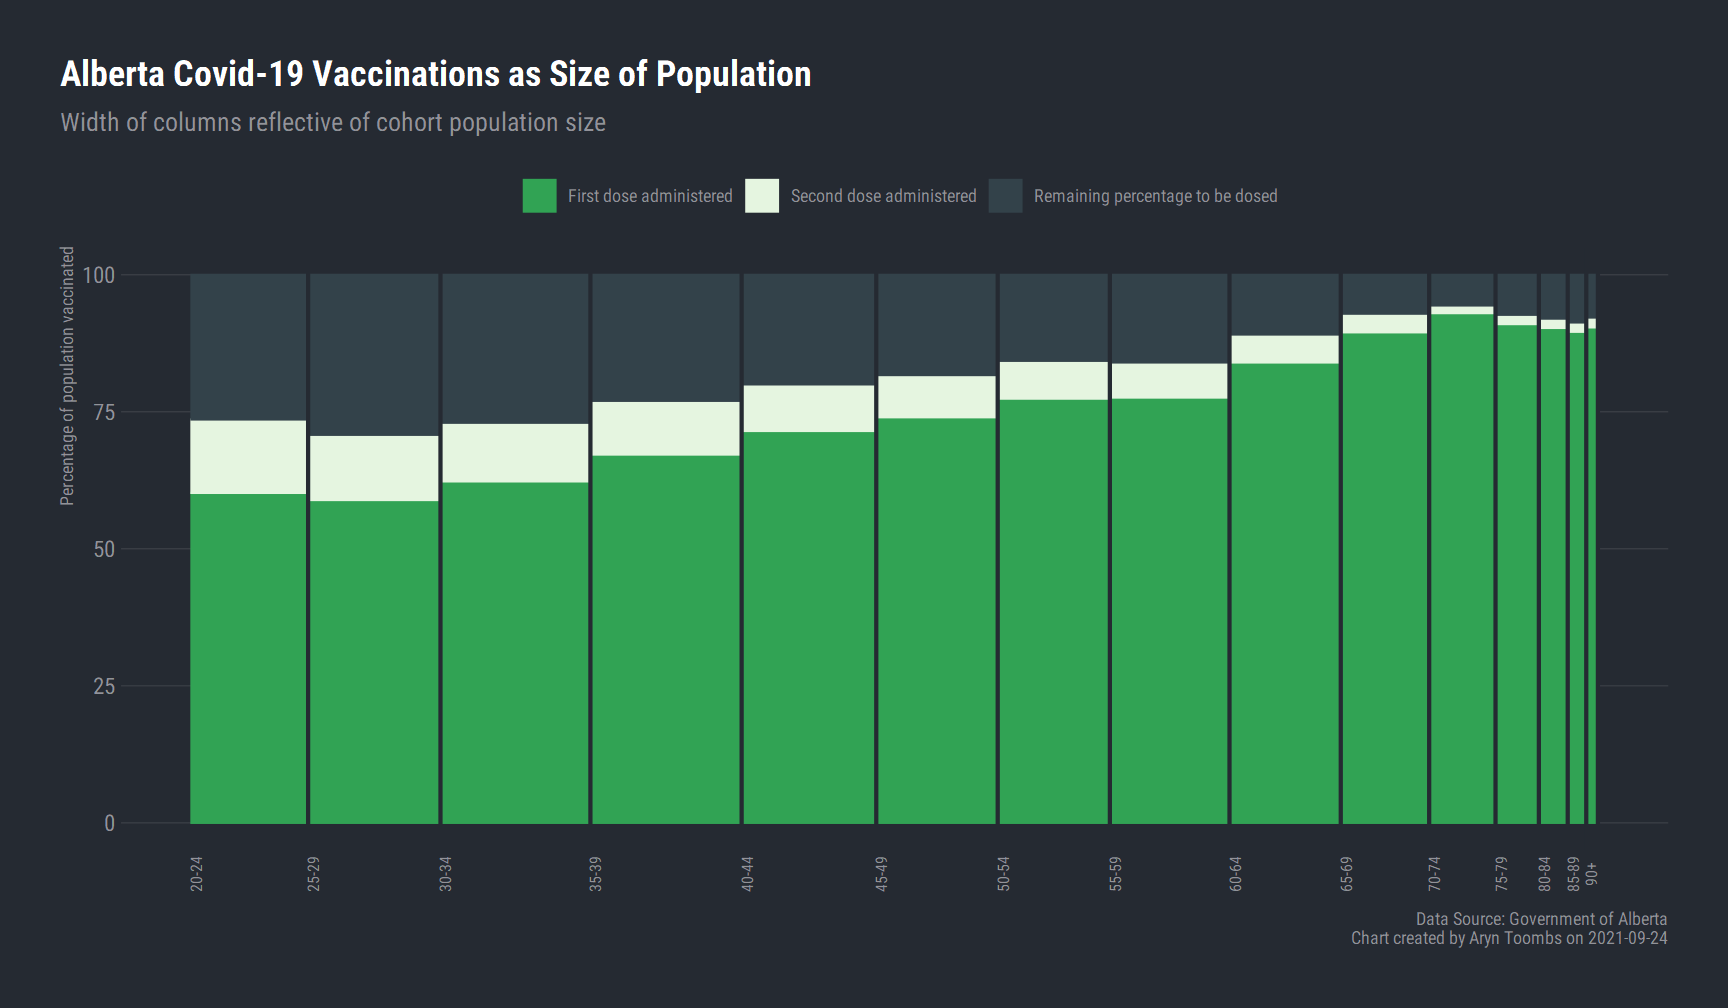 Alberta Covid-19 Vaccinations as Size of Population
Width of columns reflective of cohort population size
First dose administered
Second dose administered
Remaining percentage to be dosed
Percentage of population vaccinated
100
75
50
25
0
20-24
25-29
30-34
35-39
40-44
45-49
50-54
55-59
60-64
65-69
70-74
75-79
80-84
85-89
90+
Data Source: Government of Alberta
Chart created by Aryn Toombs on 2021-09-24